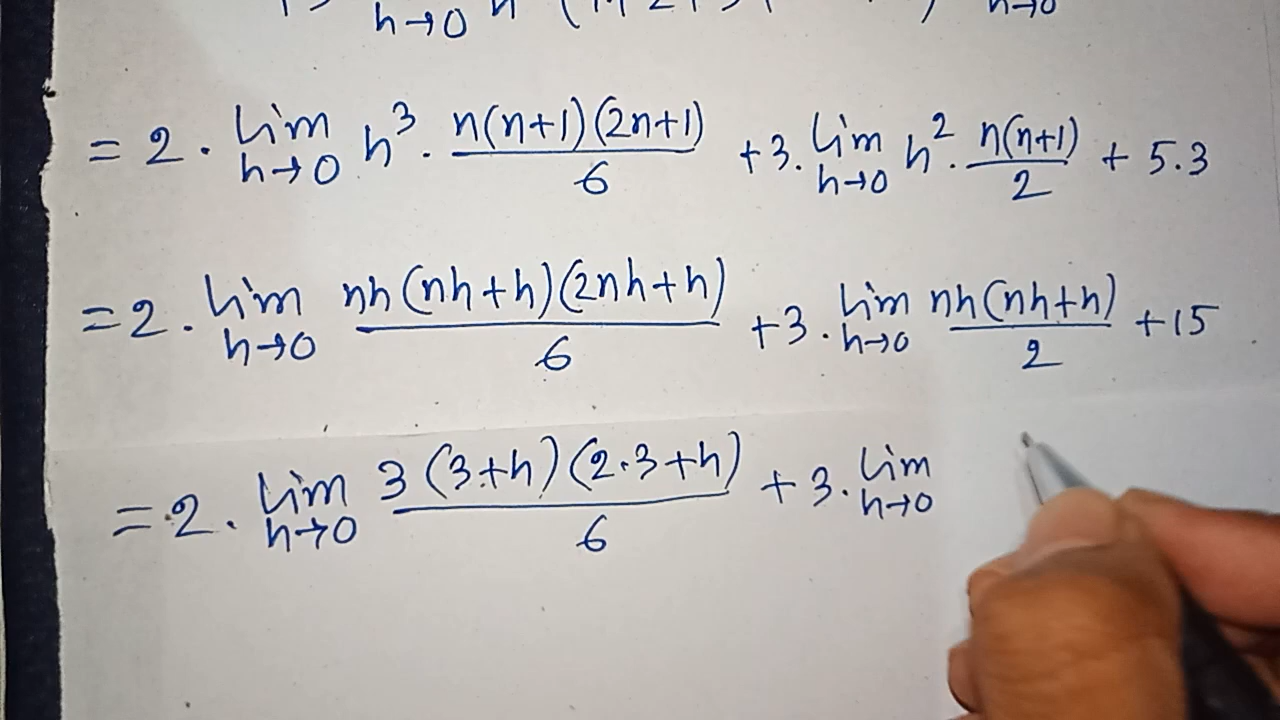 h→0 h→0
= 2. lim h→0 h³. n(n+1)(2n+1)/6 +3. lim h→0 h². n(n+1)/2 + 5.3
=2. lim h→0 nh(nh+h)(2nh+h)/6 +3. lim h→0 nh(nh+h)/2 +15
=2. lim h→0 3(3+h)(2.3+h)/6 +3. lim h→0